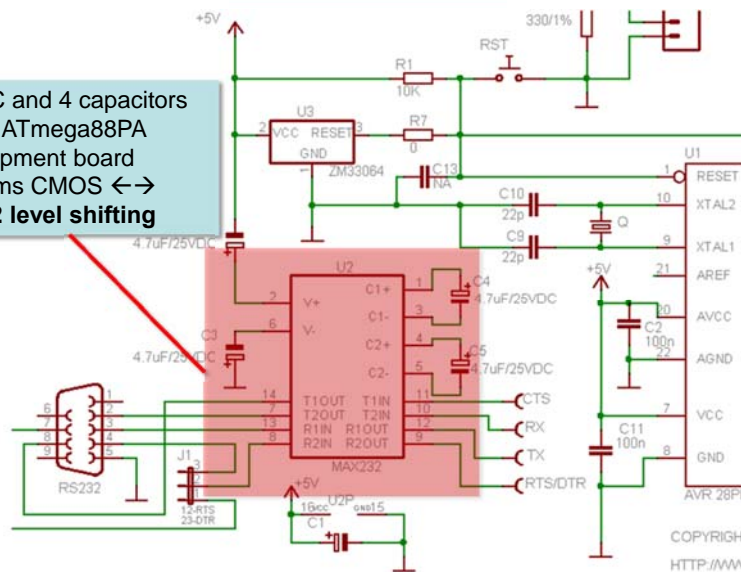 +5V
330/1%
RST
R1
10K
C and 4 capacitors
ATmega88PA
pment board
ms CMOS ←→
2 level shifting
U3
2
VCC RESET
3
GND
1
ZM33064
R7
0
C13
NA
C10
22p
C9
22p
Q
U1
1
RESET
10
XTAL2
9
XTAL1
21
AREF
20
AVCC
22
AGND
7
VCC
8
GND
AVR 28P
+5V
C2
100n
C11
100n
4.7uF/25VDC
U2
2
V+
6
V-
C1+
1
C1-
3
C2+
4
C2-
5
C4
4.7uF/25VDC
C3
4.7uF/25VDC
C5
4.7uF/25VDC
14
T1OUT T1IN
11
CTS
7
T2OUT T2IN
10
RX
13
R1IN R1OUT
12
TX
8
R2IN R2OUT
9
RTS/DTR
MAX232
1
6
2
7
3
8
4
9
5
RS232
J1
3
2
1
12-RTS
23-DTR
+5V
U2P
16VCC GND15
C1
COPYRIGH
HTTP://WW